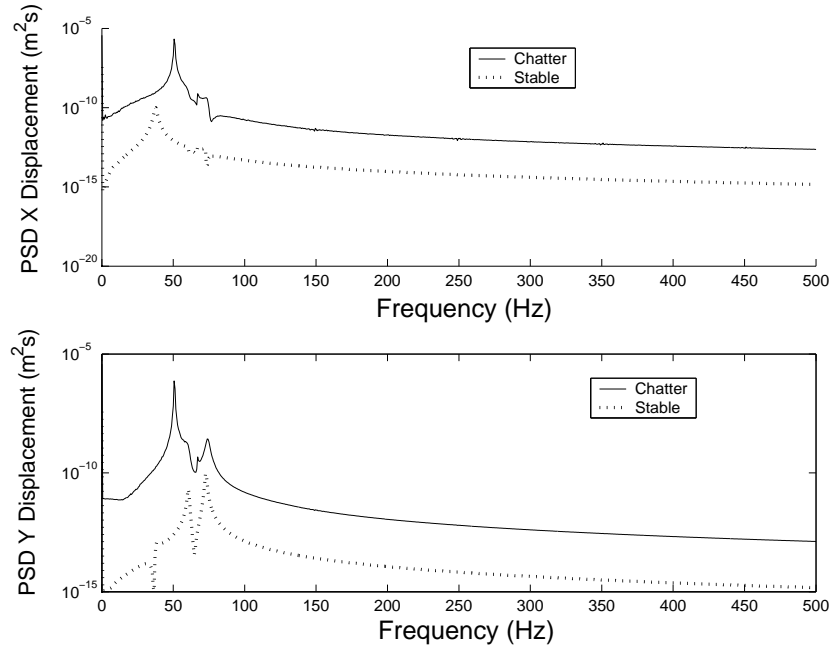 PSD X Displacement (m²s)
10⁻⁵
10⁻¹⁰
10⁻¹⁵
10⁻²⁰
Chatter
Stable
0 50 100 150 200 250 300 350 400 450 500
Frequency (Hz)
PSD Y Displacement (m²s)
10⁻⁵
10⁻¹⁰
10⁻¹⁵
Chatter
Stable
0 50 100 150 200 250 300 350 400 450 500
Frequency (Hz)